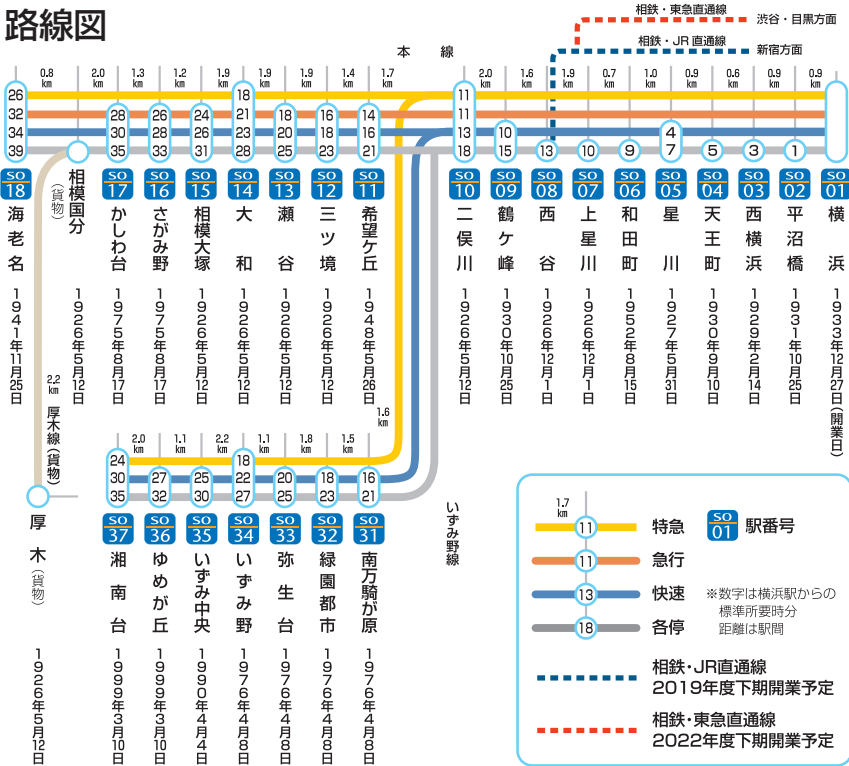 路線図
相鉄・東急直通線
渋谷・目黒方面
相鉄・JR直通線
新宿方面
本 線
0.8 km
2.0 km
1.3 km
1.2 km
1.9 km
1.9 km
1.9 km
1.4 km
1.7 km
2.0 km
1.6 km
1.9 km
0.7 km
1.0 km
0.9 km
0.6 km
0.9 km
0.9 km
26 18 11
32 28 26 24 21 18 16 14 11
34 30 28 26 23 20 18 16 13 10 4
39 35 33 31 28 25 23 21 18 15 13 10 9 7 5 3 1
SO 18 海老名 1941年11月25日
相模国分(貨物) 1926年5月12日
SO 17 かしわ台 1975年8月17日
SO 16 さがみ野 1975年8月17日
SO 15 相模大塚 1926年5月12日
SO 14 大和 1926年5月12日
SO 13 瀬谷 1926年5月12日
SO 12 三ツ境 1926年5月12日
SO 11 希望ケ丘 1948年5月26日
SO 10 二俣川 1926年5月12日
SO 09 鶴ケ峰 1930年10月25日
SO 08 西谷 1926年12月1日
SO 07 上星川 1926年12月1日
SO 06 和田町 1952年8月15日
SO 05 星川 1927年5月31日
SO 04 天王町 1930年9月10日
SO 03 西横浜 1929年2月14日
SO 02 平沼橋 1931年10月25日
SO 01 横浜 1933年12月27日(開業日)
2.2 km
厚木線(貨物)
厚木(貨物) 1926年5月12日
2.0 km
1.1 km
2.2 km
1.1 km
1.8 km
1.5 km
1.6 km
24 18
30 27 25 22 20 18 16
35 32 30 27 25 23 21
SO 37 湘南台 1999年3月10日
SO 36 ゆめが丘 1999年3月10日
SO 35 いずみ中央 1990年4月4日
SO 34 いずみ野 1976年4月8日
SO 33 弥生台 1976年4月8日
SO 32 緑園都市 1976年4月8日
SO 31 南万騎が原 1976年4月8日
いずみ野線
1.7 km
11 特急
SO 01 駅番号
11 急行
13 快速
18 各停
※数字は横浜駅からの
標準所要時分
距離は駅間
相鉄・JR直通線
2019年度下期開業予定
相鉄・東急直通線
2022年度下期開業予定